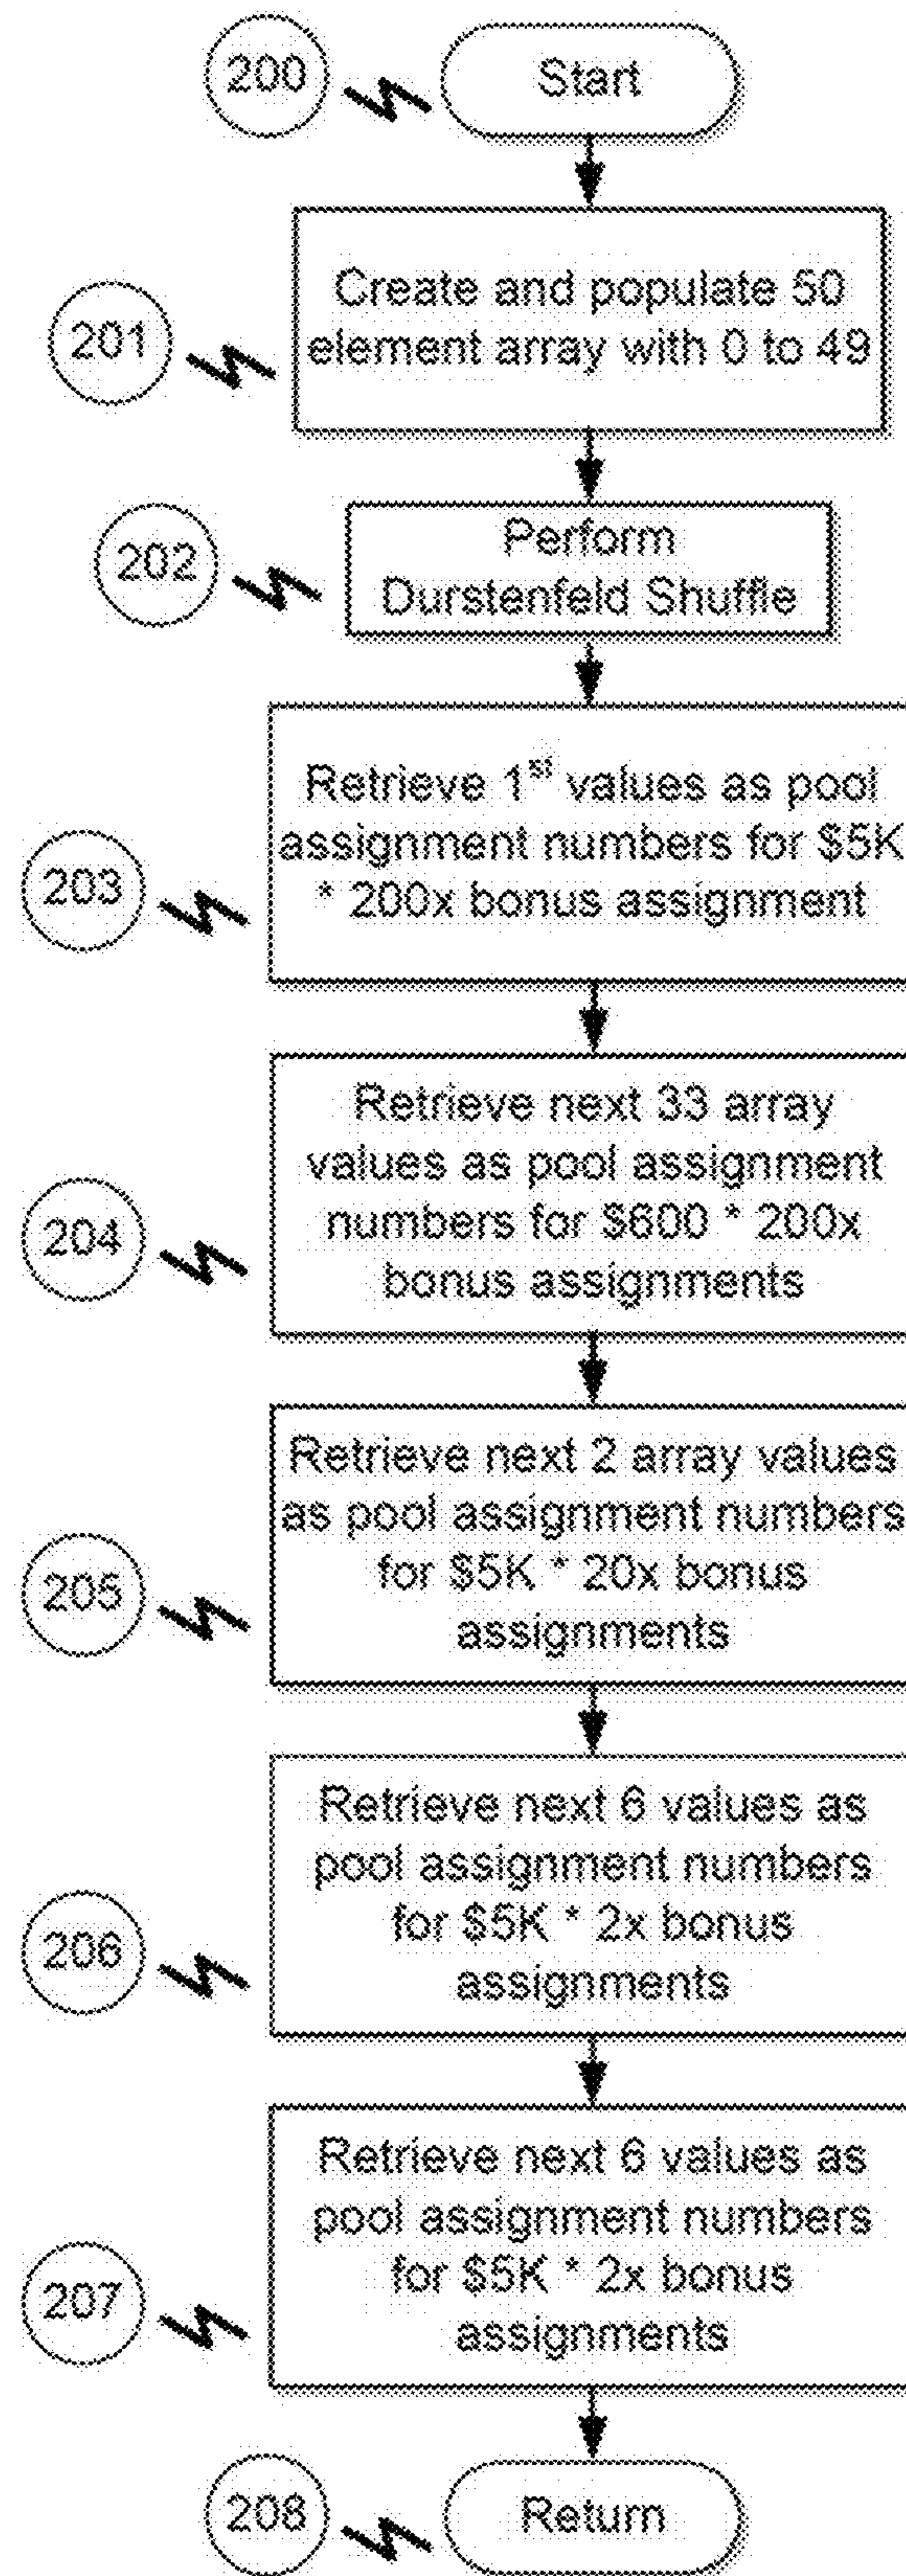 200
Start
201
Create and populate 50
element array with 0 to 49
202
Perform
Durstenfeld Shuffle
203
Retrieve 1st values as pool
assignment numbers for $5K
* 200x bonus assignment
204
Retrieve next 33 array
values as pool assignment
numbers for $600 * 200x
bonus assignments
205
Retrieve next 2 array values
as pool assignment numbers
for $5K * 20x bonus
assignments
206
Retrieve next 6 values as
pool assignment numbers
for $5K * 2x bonus
assignments
207
Retrieve next 6 values as
pool assignment numbers
for $5K * 2x bonus
assignments
208
Return